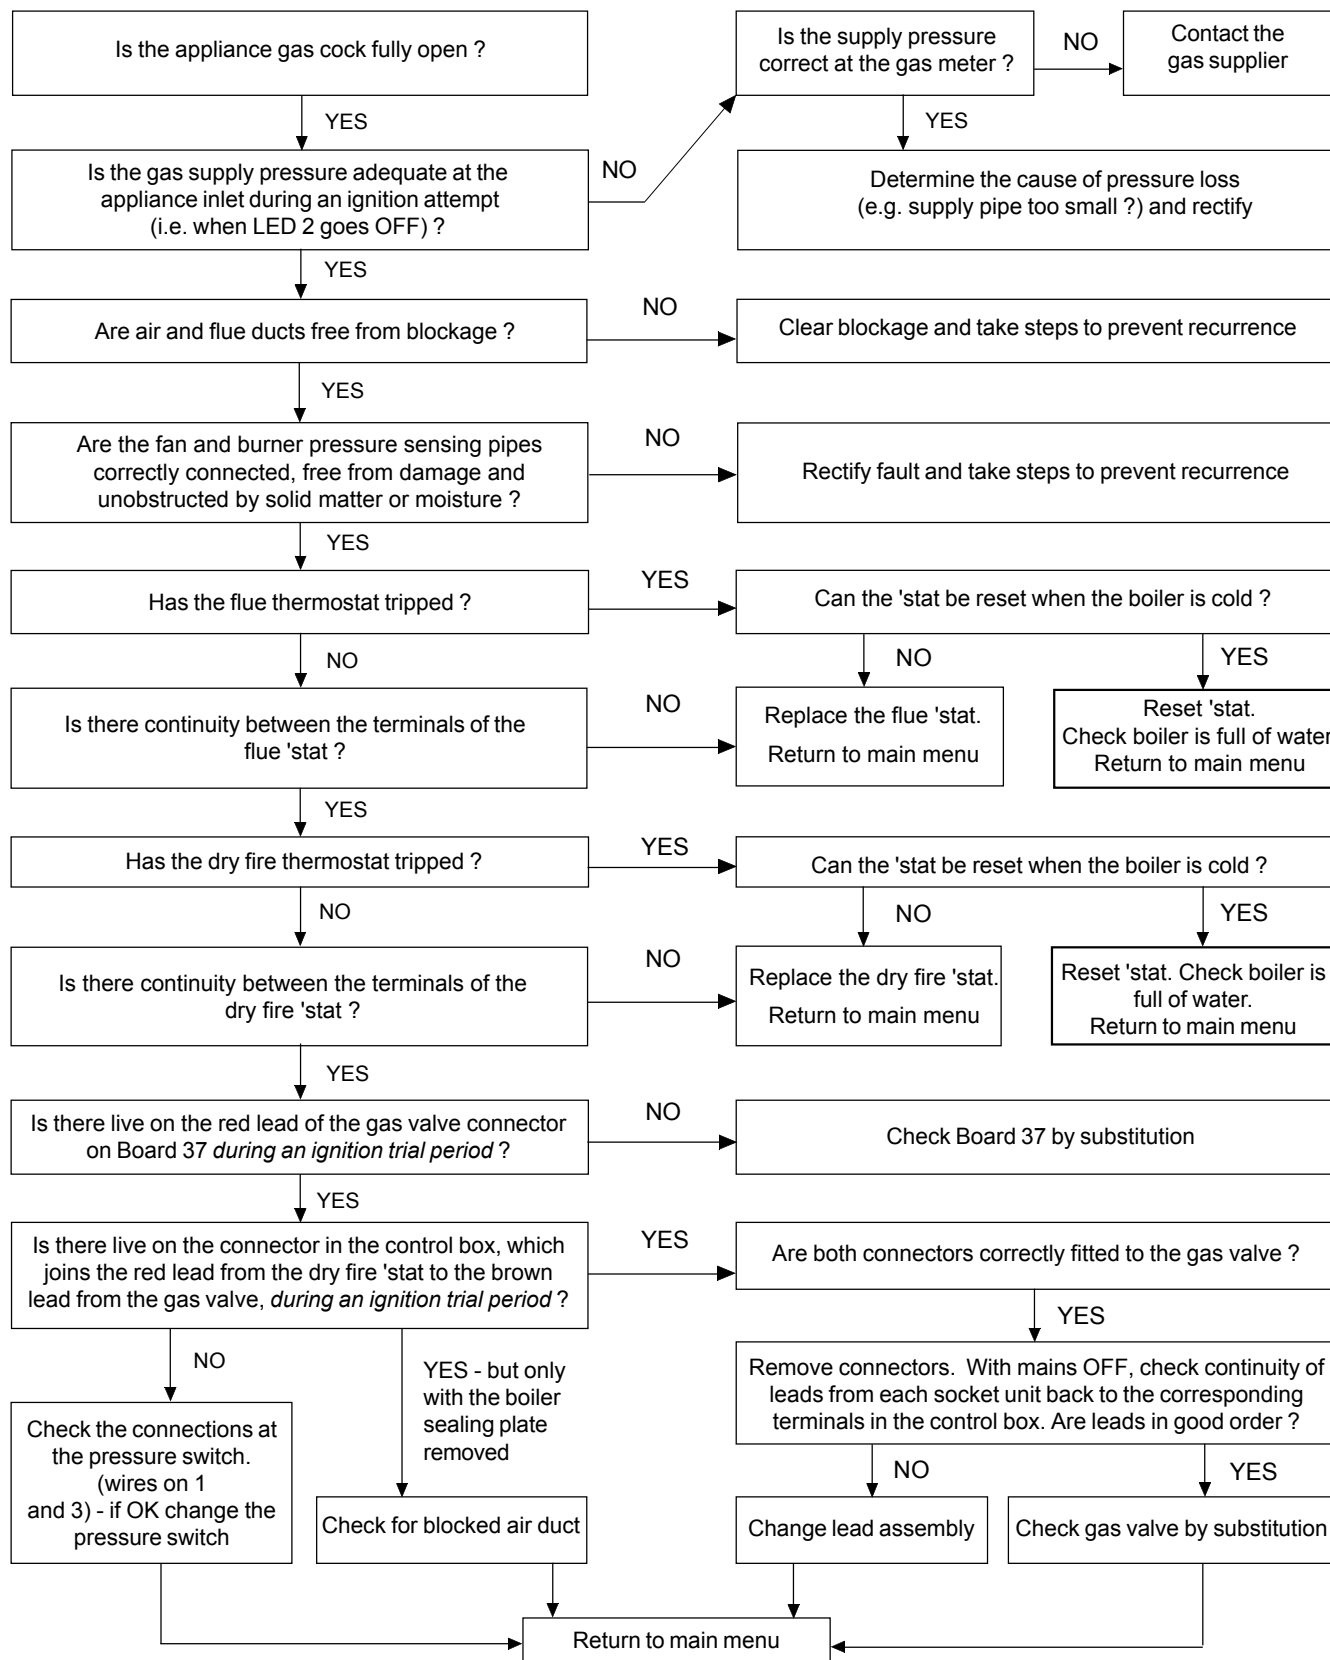 Is the appliance gas cock fully open ?
YES
Is the supply pressure
correct at the gas meter ?
NO
Contact the
gas supplier
YES
Is the gas supply pressure adequate at the
appliance inlet during an ignition attempt
(i.e. when LED 2 goes OFF) ?
NO
Determine the cause of pressure loss
(e.g. supply pipe too small ?) and rectify
YES
Are air and flue ducts free from blockage ?
NO
Clear blockage and take steps to prevent recurrence
YES
Are the fan and burner pressure sensing pipes
correctly connected, free from damage and
unobstructed by solid matter or moisture ?
NO
Rectify fault and take steps to prevent recurrence
YES
Has the flue thermostat tripped ?
YES
Can the 'stat be reset when the boiler is cold ?
NO
NO
YES
Is there continuity between the terminals of the
flue 'stat ?
NO
Replace the flue 'stat.
Return to main menu
Reset 'stat.
Check boiler is full of water
Return to main menu
YES
Has the dry fire thermostat tripped ?
YES
Can the 'stat be reset when the boiler is cold ?
NO
NO
YES
Is there continuity between the terminals of the
dry fire 'stat ?
NO
Replace the dry fire 'stat.
Return to main menu
Reset 'stat. Check boiler is
full of water.
Return to main menu
YES
Is there live on the red lead of the gas valve connector
on Board 37 during an ignition trial period ?
NO
Check Board 37 by substitution
YES
Is there live on the connector in the control box, which
joins the red lead from the dry fire 'stat to the brown
lead from the gas valve, during an ignition trial period ?
YES
Are both connectors correctly fitted to the gas valve ?
YES
NO
YES - but only
with the boiler
sealing plate
removed
Remove connectors. With mains OFF, check continuity of
leads from each socket unit back to the corresponding
terminals in the control box. Are leads in good order ?
Check the connections at
the pressure switch.
(wires on 1
and 3) - if OK change the
pressure switch
Check for blocked air duct
NO
YES
Change lead assembly
Check gas valve by substitution
Return to main menu